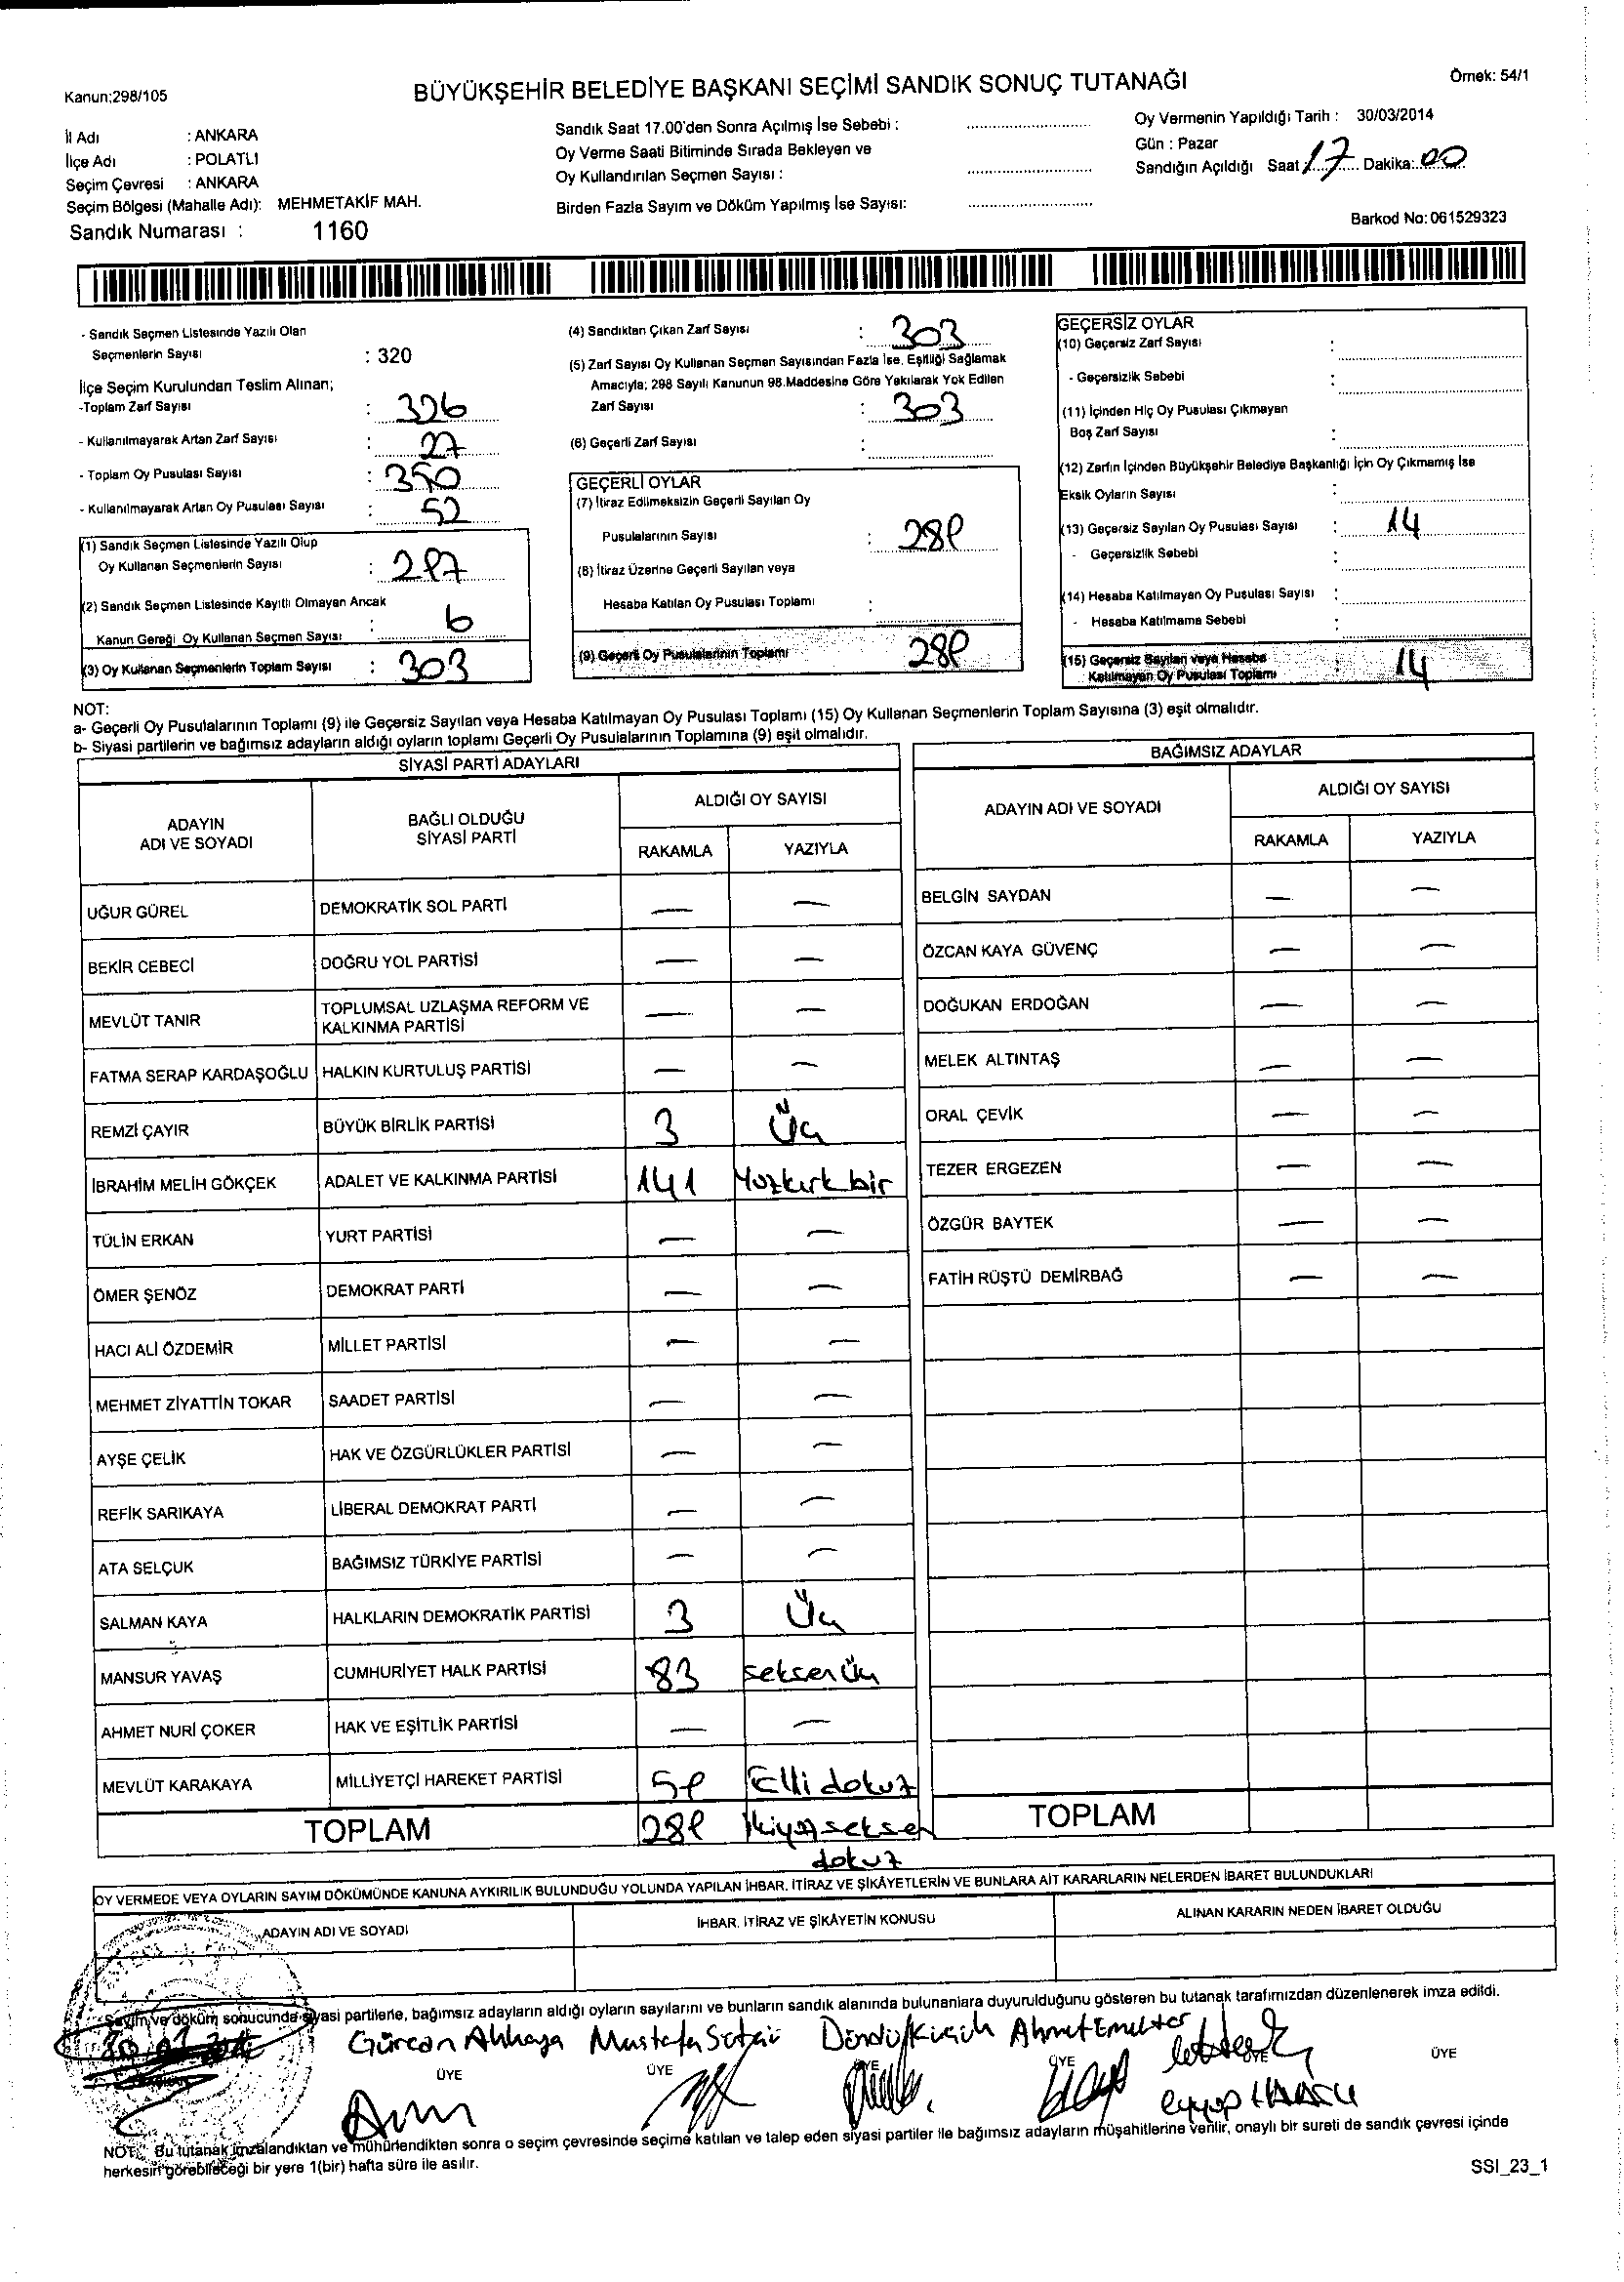 Kanun:298/105
BÜYÜKŞEHİR BELEDİYE BAŞKANI SEÇİMİ SANDIK SONUÇ TUTANAĞI
Örnek: 54/1
İl Adı : ANKARA
İlçe Adı : POLATLI
Seçim Çevresi : ANKARA
Seçim Bölgesi (Mahalle Adı): MEHMETAKİF MAH.
Sandık Numarası : 1160
Sandık Saat 17.00'den Sonra Açılmış İse Sebebi :
Oy Verme Saati Bitiminde Sırada Bekleyen ve
Oy Kullandırılan Seçmen Sayısı :
Birden Fazla Sayım ve Döküm Yapılmış İse Sayısı:
Oy Vermenin Yapıldığı Tarih : 30/03/2014
Gün : Pazar
Sandığın Açıldığı Saat : 17 Dakika: 00
Barkod No: 061529323
- Sandık Seçmen Listesinde Yazılı Olan
Seçmenlerin Sayısı : 320
İlçe Seçim Kurulundan Teslim Alınan;
-Toplam Zarf Sayısı : 326
- Kullanılmayarak Artan Zarf Sayısı : 27
- Toplam Oy Pusulası Sayısı : 350
- Kullanılmayarak Artan Oy Pusulası Sayısı : 52
(1) Sandık Seçmen Listesinde Yazılı Olup
Oy Kullanan Seçmenlerin Sayısı : 297
(2) Sandık Seçmen Listesinde Kayıtlı Olmayan Ancak
Kanun Gereği Oy Kullanan Seçmen Sayısı : 6
(3) Oy Kullanan Seçmenlerin Toplam Sayısı : 303
(4) Sandıktan Çıkan Zarf Sayısı : 303
(5) Zarf Sayısı Oy Kullanan Seçmen Sayısından Fazla İse, Eşitliği Sağlamak
Amacıyla; 298 Sayılı Kanunun 98.Maddesine Göre Yakılarak Yok Edilen
Zarf Sayısı : 303
(6) Geçerli Zarf Sayısı :
GEÇERLİ OYLAR
(7) İtiraz Edilmeksizin Geçerli Sayılan Oy
Pusulalarının Sayısı : 289
(8) İtiraz Üzerine Geçerli Sayılan veya
Hesaba Katılan Oy Pusulası Toplamı :
(9) Geçerli Oy Pusulalarının Toplamı 289
GEÇERSİZ OYLAR
(10) Geçersiz Zarf Sayısı :
- Geçersizlik Sebebi :
(11) İçinden Hiç Oy Pusulası Çıkmayan
Boş Zarf Sayısı :
(12) Zarfın İçinden Büyükşehir Belediye Başkanlığı İçin Oy Çıkmamış İse
Eksik Oyların Sayısı :
(13) Geçersiz Sayılan Oy Pusulası Sayısı : 14
- Geçersizlik Sebebi :
(14) Hesaba Katılmayan Oy Pusulası Sayısı :
- Hesaba Katılmama Sebebi :
(15) Geçersiz Sayılan veya Hesaba
Katılmayan Oy Pusulası Toplamı : 14
NOT:
a- Geçerli Oy Pusulalarının Toplamı (9) ile Geçersiz Sayılan veya Hesaba Katılmayan Oy Pusulası Toplamı (15) Oy Kullanan Seçmenlerin Toplam Sayısına (3) eşit olmalıdır.
b- Siyasi partilerin ve bağımsız adayların aldığı oyların toplamı Geçerli Oy Pusulalarının Toplamına (9) eşit olmalıdır.
SİYASİ PARTİ ADAYLARI
ADAYIN ADI VE SOYADI
BAĞLI OLDUĞU SİYASİ PARTİ
ALDIĞI OY SAYISI
RAKAMLA YAZIYLA
UĞUR GÜREL DEMOKRATİK SOL PARTİ — —
BEKİR CEBECİ DOĞRU YOL PARTİSİ — —
MEVLÜT TANIR TOPLUMSAL UZLAŞMA REFORM VE KALKINMA PARTİSİ — —
FATMA SERAP KARDAŞOĞLU HALKIN KURTULUŞ PARTİSİ — —
REMZİ ÇAYIR BÜYÜK BİRLİK PARTİSİ 3 Üç
İBRAHİM MELİH GÖKÇEK ADALET VE KALKINMA PARTİSİ 141 Yüzkırk bir
TÜLİN ERKAN YURT PARTİSİ — —
ÖMER ŞENÖZ DEMOKRAT PARTİ — —
HACI ALİ ÖZDEMİR MİLLET PARTİSİ — —
MEHMET ZİYATTİN TOKAR SAADET PARTİSİ — —
AYŞE ÇELİK HAK VE ÖZGÜRLÜKLER PARTİSİ — —
REFİK SARIKAYA LİBERAL DEMOKRAT PARTİ — —
ATA SELÇUK BAĞIMSIZ TÜRKİYE PARTİSİ — —
SALMAN KAYA HALKLARIN DEMOKRATİK PARTİSİ 3 Üç
MANSUR YAVAŞ CUMHURİYET HALK PARTİSİ 83 seksen üç
AHMET NURİ ÇOKER HAK VE EŞİTLİK PARTİSİ — —
MEVLÜT KARAKAYA MİLLİYETÇİ HAREKET PARTİSİ 59 Elli dokuz
TOPLAM 289 ikiyüzseksen
dokuz
BAĞIMSIZ ADAYLAR
ADAYIN ADI VE SOYADI
ALDIĞI OY SAYISI
RAKAMLA YAZIYLA
BELGİN SAYDAN — —
ÖZCAN KAYA GÜVENÇ — —
DOĞUKAN ERDOĞAN — —
MELEK ALTINTAŞ — —
ORAL ÇEVİK — —
TEZER ERGEZEN — —
ÖZGÜR BAYTEK — —
FATİH RÜŞTÜ DEMİRBAĞ — —
TOPLAM
OY VERMEDE VEYA OYLARIN SAYIM DÖKÜMÜNDE KANUNA AYKIRILIK BULUNDUĞU YOLUNDA YAPILAN İHBAR, İTİRAZ VE ŞİKÂYETLERİN VE BUNLARA AİT KARARLARIN NELERDEN İBARET BULUNDUKLARI
ADAYIN ADI VE SOYADI
İHBAR, İTİRAZ VE ŞİKÂYETİN KONUSU
ALINAN KARARIN NEDEN İBARET OLDUĞU
Sayım ve döküm sonucunda siyasi partilerle, bağımsız adayların aldığı oyların sayılarını ve bunların sandık alanında bulunanlara duyurulduğunu gösteren bu tutanak tarafımızdan düzenlenerek imza edildi.
Gürcan Mustafa
ÜYE ÜYE ÜYE ÜYE ÜYE ÜYE
NOT: Bu tutanak imzalandıktan ve mühürlendikten sonra o seçim çevresinde seçime katılan ve talep eden siyasi partiler ile bağımsız adayların müşahitlerine verilir, onaylı bir sureti de sandık çevresi içinde
herkesin görebileceği bir yere 1(bir) hafta süre ile asılır.
SSI_23_1